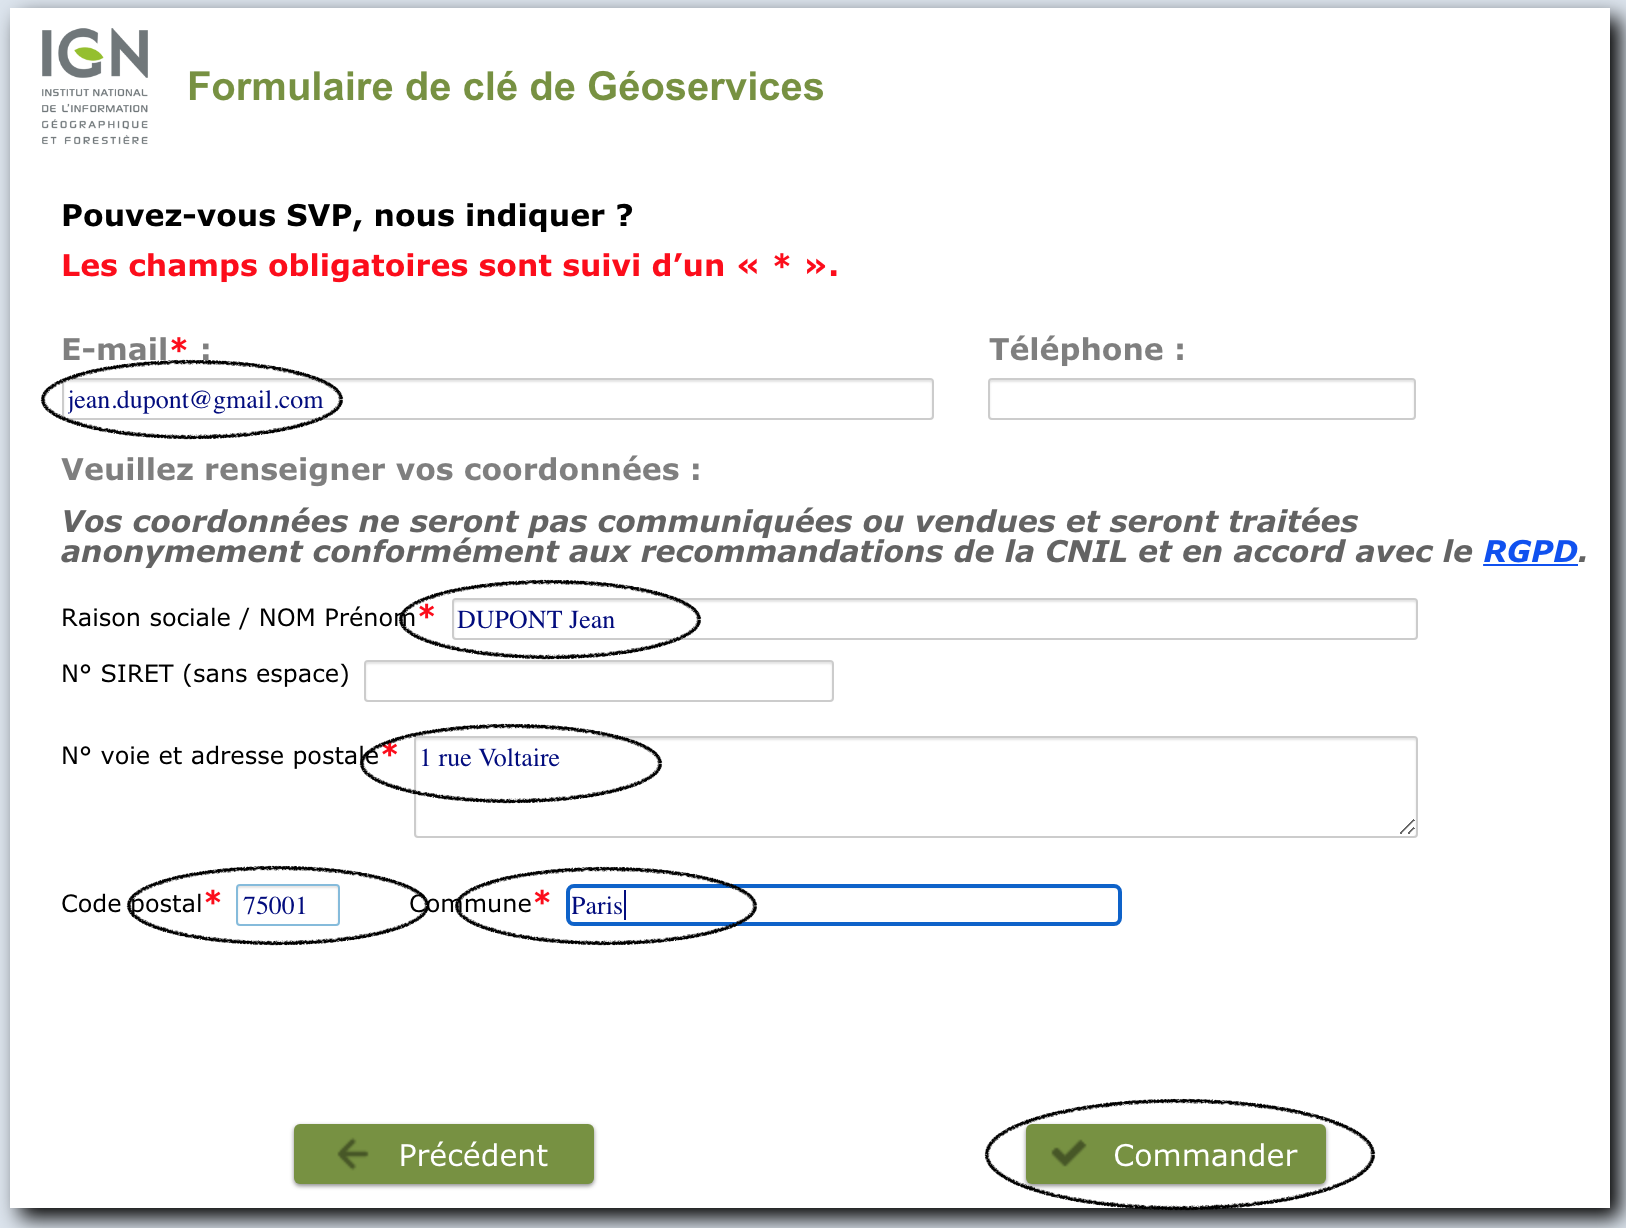 IGN
INSTITUT NATIONAL
DE L'INFORMATION
GÉOGRAPHIQUE
ET FORESTIÈRE
Formulaire de clé de Géoservices
Pouvez-vous SVP, nous indiquer ?
Les champs obligatoires sont suivi d’un « * ».
E-mail* :
Téléphone :
jean.dupont@gmail.com
Veuillez renseigner vos coordonnées :
Vos coordonnées ne seront pas communiquées ou vendues et seront traitées
anonymement conformément aux recommandations de la CNIL et en accord avec le RGPD.
Raison sociale / NOM Prénom* DUPONT Jean
N° SIRET (sans espace)
N° voie et adresse postale* 1 rue Voltaire
Code postal* 75001 Commune* Paris
Précédent
Commander